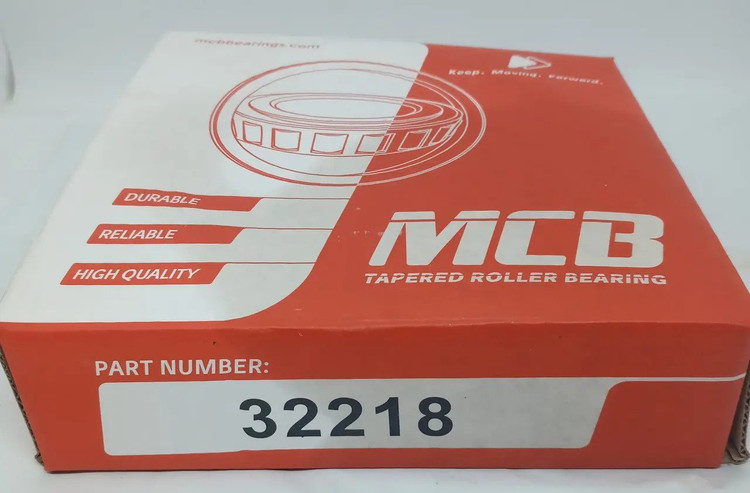 mcbbearings.com
Keep. Moving. Forward.
DURABLE
RELIABLE
HIGH QUALITY
MCB
TAPERED ROLLER BEARING
PART NUMBER:
32218